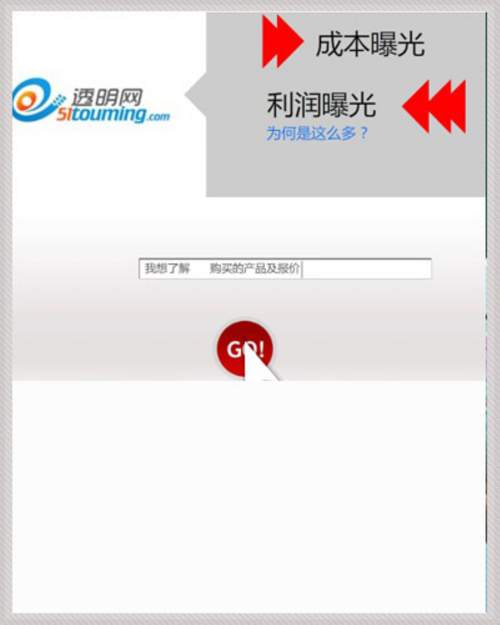 成本曝光
利润曝光
为何是这么多？
透明网
51touming.com
我想了解 购买的产品及报价
GO!